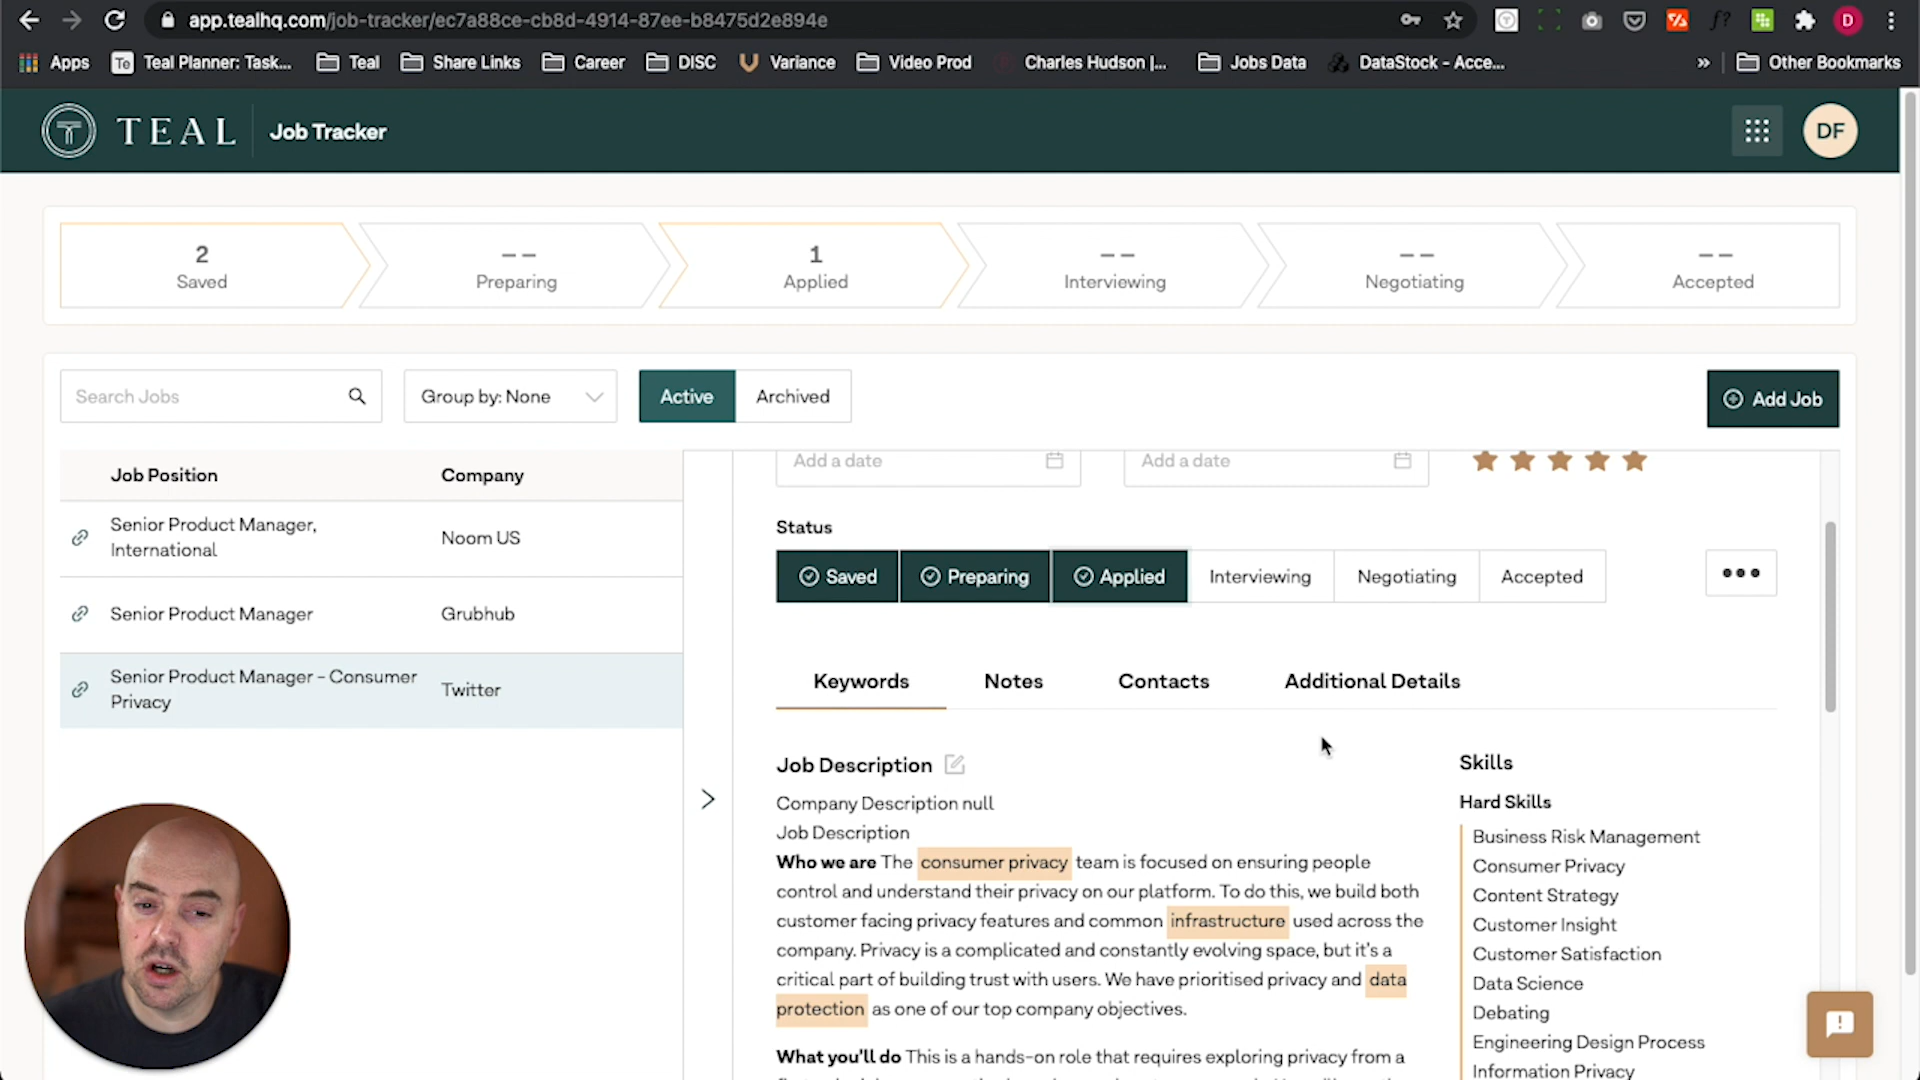 app.tealhq.com/job-tracker/ec7a88ce-cb8d-4914-87ee-b8475d2e894e
D
Apps
Te
Teal Planner: Task...
Teal
Share Links
Career
DISC
Variance
Video Prod
Charles Hudson |...
Jobs Data
DataStock - Acce...
»
Other Bookmarks
TEAL
Job Tracker
DF
2
Saved
– –
Preparing
1
Applied
– –
Interviewing
– –
Negotiating
– –
Accepted
Search Jobs
Group by: None
Active
Archived
Add Job
Job Position
Company
Senior Product Manager,
International
Noom US
Senior Product Manager
Grubhub
Senior Product Manager - Consumer
Privacy
Twitter
Add a date
Add a date
Status
Saved
Preparing
Applied
Interviewing
Negotiating
Accepted
Keywords
Notes
Contacts
Additional Details
Job Description
Company Description null
Job Description
Who we are The consumer privacy team is focused on ensuring people
control and understand their privacy on our platform. To do this, we build both
customer facing privacy features and common infrastructure used across the
company. Privacy is a complicated and constantly evolving space, but it's a
critical part of building trust with users. We have prioritised privacy and data
protection as one of our top company objectives.
What you'll do This is a hands-on role that requires exploring privacy from a
Skills
Hard Skills
Business Risk Management
Consumer Privacy
Content Strategy
Customer Insight
Customer Satisfaction
Data Science
Debating
Engineering Design Process
Information Privacy